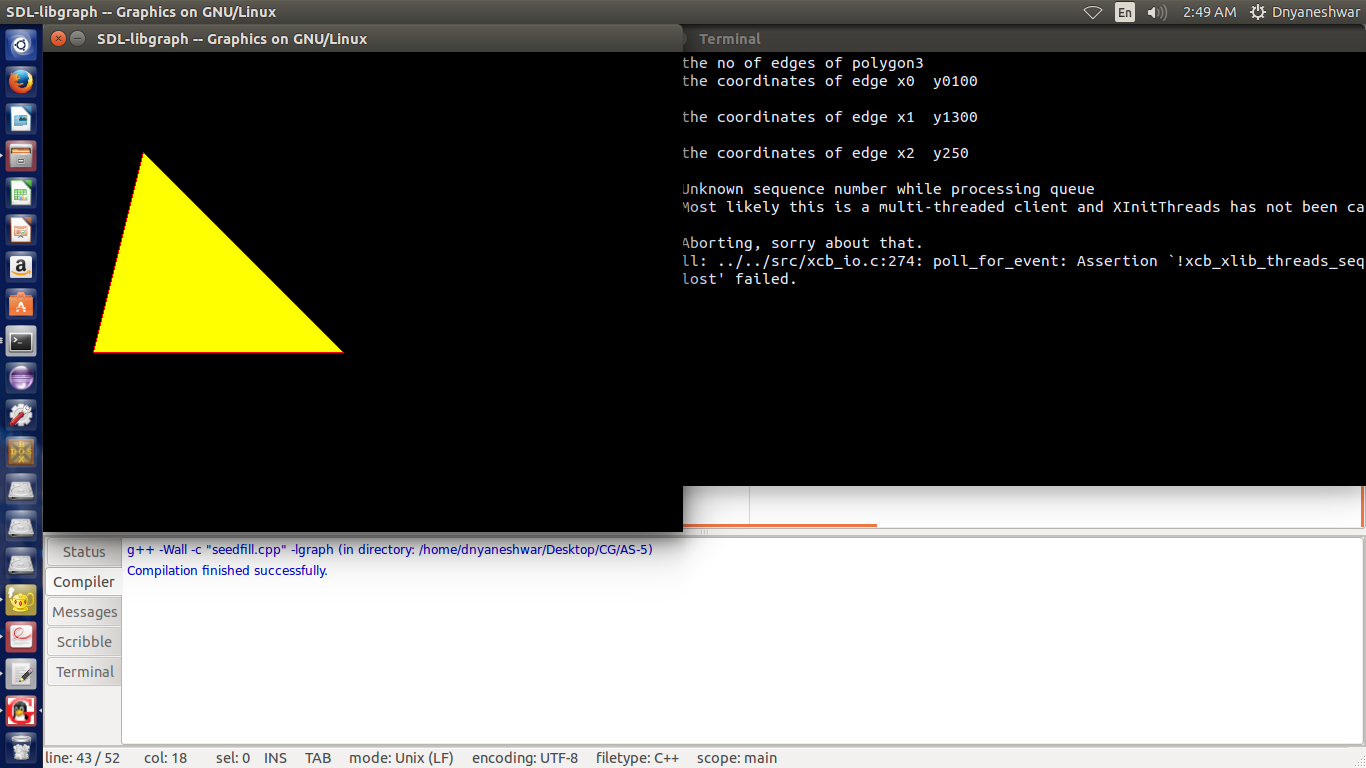 SDL-libgraph -- Graphics on GNU/Linux
En
2:49 AM
Dnyaneshwar
SDL-libgraph -- Graphics on GNU/Linux
Terminal
the no of edges of polygon3
the coordinates of edge x0  y0100
the coordinates of edge x1  y1300
the coordinates of edge x2  y250
Unknown sequence number while processing queue
Most likely this is a multi-threaded client and XInitThreads has not been ca
Aborting, sorry about that.
ll: ../../src/xcb_io.c:274: poll_for_event: Assertion `!xcb_xlib_threads_seq
lost' failed.
Status
Compiler
Messages
Scribble
Terminal
g++ -Wall -c "seedfill.cpp" -lgraph (in directory: /home/dnyaneshwar/Desktop/CG/AS-5)
Compilation finished successfully.
line: 43 / 52
col: 18
sel: 0
INS
TAB
mode: Unix (LF)
encoding: UTF-8
filetype: C++
scope: main